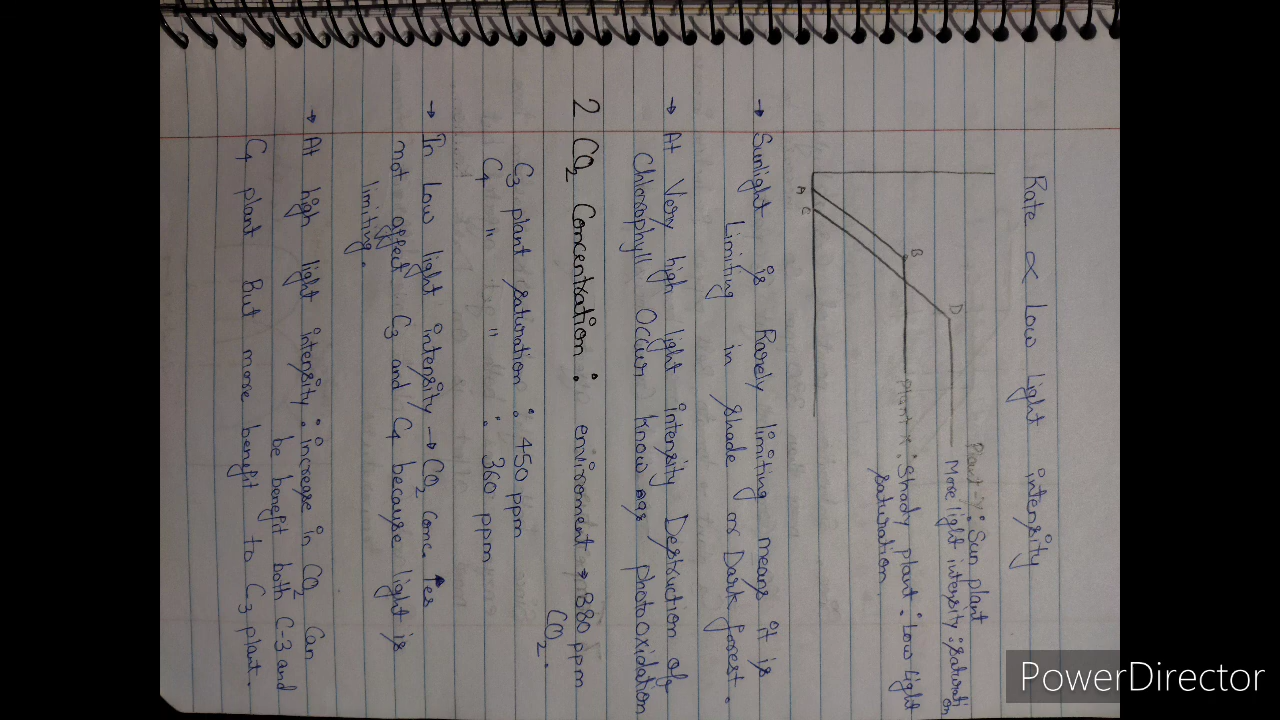 Rate ∝ Low Light intensity
Plant-Y : Sun plant
More light intensity : saturation
B
D
A
C
Plant X : Shady plant : Low light
saturation
→ Sunlight is Rarely limiting means it is
Limiting in shade or Dark forest.
→ At Very high light intensity Destruction of
Chlorophyll Occur know as photooxidation
2 CO2 Concentration : enviroment → 380 ppm
CO2.
C3 plant saturation : 450 ppm
C4 " " : 360 ppm
→ In Low light intensity → CO2 conc. ↑es
not affect C3 and C4 because light is
limiting.
→ At high light intensity : increase in CO2 Can
be benefit both C-3 and
C4 plant But more benefit to C3 plant.
PowerDirector